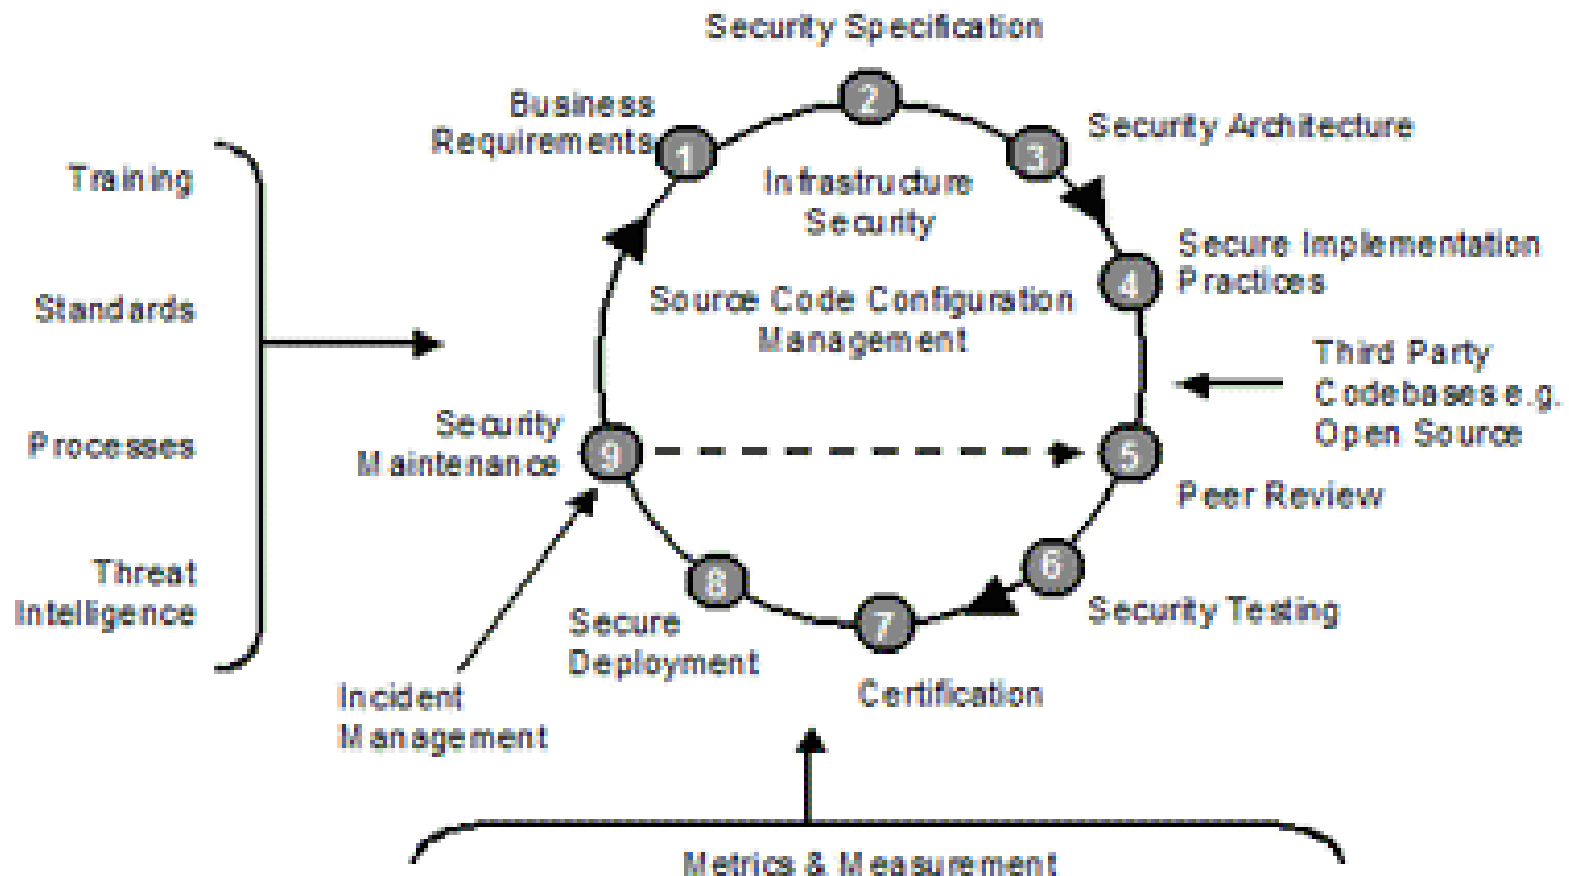 Security Specification
Business
Requirements
2
1
3
Security Architecture
Training
Infrastructure
Security
Secure Implementation
Practices
4
Standards
Source Code Configuration
Management
Third Party
Codebases e.g.
Open Source
Processes
Security
Maintenance
9
5
Peer Review
Threat
Intelligence
8
6
7
Security Testing
Secure
Deployment
Incident
Management
Certification
Metrics & Measurement